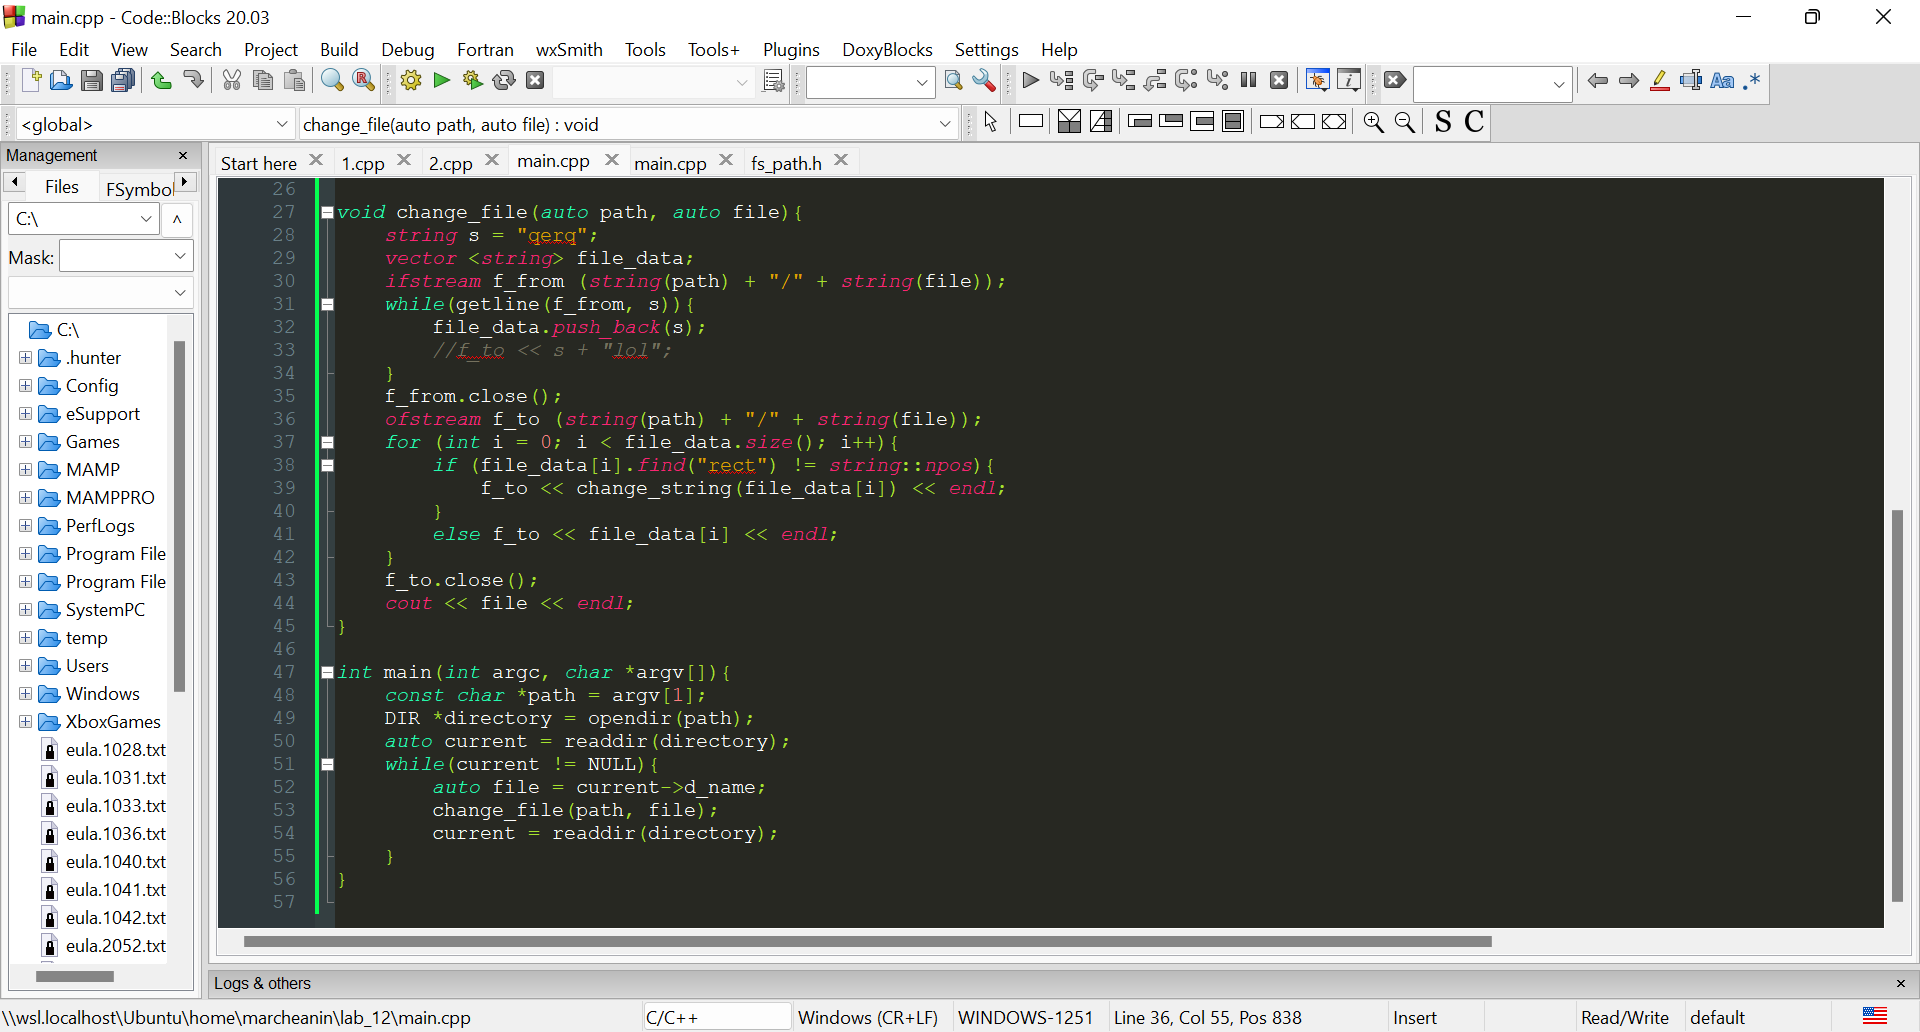 main.cpp - Code::Blocks 20.03
File Edit View Search Project Build Debug Fortran wxSmith Tools Tools+ Plugins DoxyBlocks Settings Help
<global> change_file(auto path, auto file) : void
S C
Management
Start here 1.cpp 2.cpp main.cpp main.cpp fs_path.h
Files FSymbol
C:\
Mask:
C:\
.hunter
Config
eSupport
Games
MAMP
MAMPPRO
PerfLogs
Program File
Program File
SystemPC
temp
Users
Windows
XboxGames
eula.1028.txt
eula.1031.txt
eula.1033.txt
eula.1036.txt
eula.1040.txt
eula.1041.txt
eula.1042.txt
eula.2052.txt
26
27 void change_file(auto path, auto file){
28 string s = "qerq";
29 vector <string> file_data;
30 ifstream f_from (string(path) + "/" + string(file));
31 while(getline(f_from, s)){
32 file_data.push_back(s);
33 //f_to << s + "lol";
34 }
35 f_from.close();
36 ofstream f_to (string(path) + "/" + string(file));
37 for (int i = 0; i < file_data.size(); i++){
38 if (file_data[i].find("rect") != string::npos){
39 f_to << change_string(file_data[i]) << endl;
40 }
41 else f_to << file_data[i] << endl;
42 }
43 f_to.close();
44 cout << file << endl;
45 }
46
47 int main(int argc, char *argv[]){
48 const char *path = argv[1];
49 DIR *directory = opendir(path);
50 auto current = readdir(directory);
51 while(current != NULL){
52 auto file = current->d_name;
53 change_file(path, file);
54 current = readdir(directory);
55 }
56 }
57
Logs & others
\\wsl.localhost\Ubuntu\home\marcheanin\lab_12\main.cpp C/C++ Windows (CR+LF) WINDOWS-1251 Line 36, Col 55, Pos 838 Insert Read/Write default